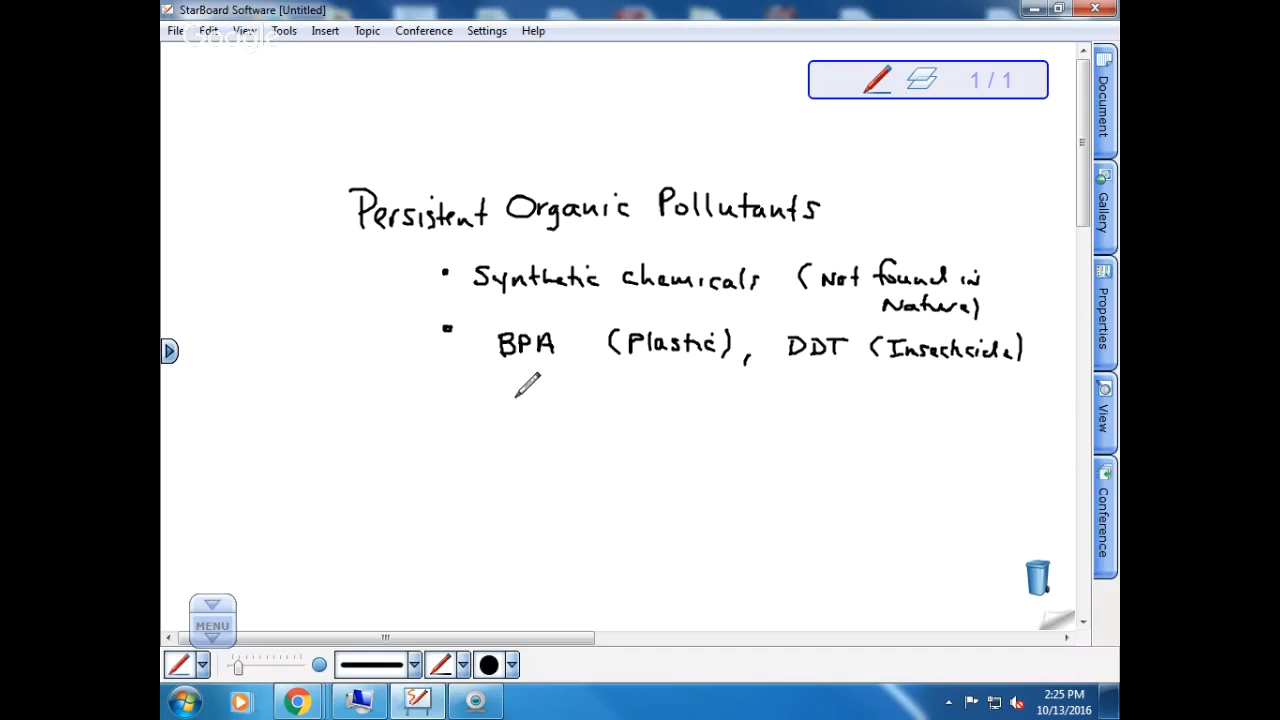 StarBoard Software [Untitled]
File Edit View Tools Insert Topic Conference Settings Help
Google
1 / 1
Document
Gallery
Properties
View
Conference
Persistent Organic Pollutants
• Synthetic chemicals (Not found in
Nature)
• BPA (Plastic), DDT (Insecticide)
MENU
2:25 PM
10/13/2016